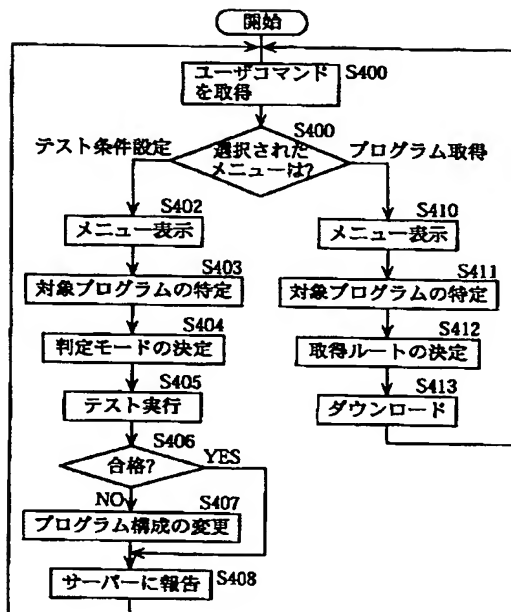 開始
ユーザコマンド
を取得
S400
S400
選択された
メニューは?
テスト条件設定
プログラム取得
S402
メニュー表示
S403
対象プログラムの特定
S404
判定モードの決定
S405
テスト実行
S406
合格?
YES
NO
S407
プログラム構成の変更
サーバーに報告
S408
S410
メニュー表示
S411
対象プログラムの特定
S412
取得ルートの決定
S413
ダウンロード